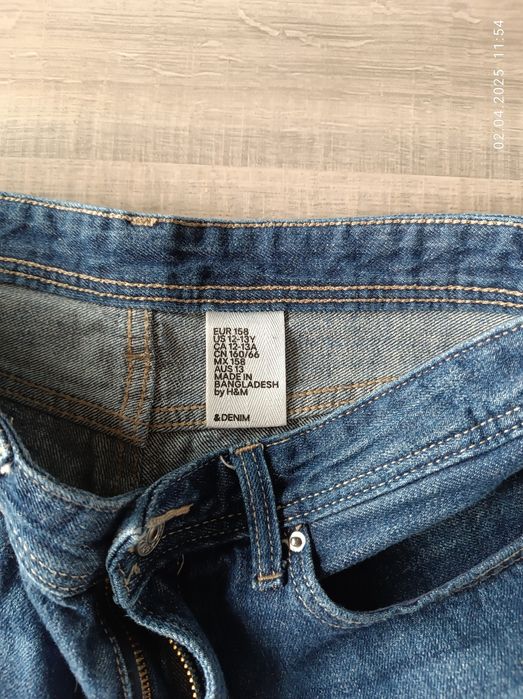 02.04.2025 11:54
EUR 158
US 12-13Y
CA 12-13A
CN 160/66
MX 158
AUS 13
MADE IN
BANGLADESH
by H&M
&DENIM